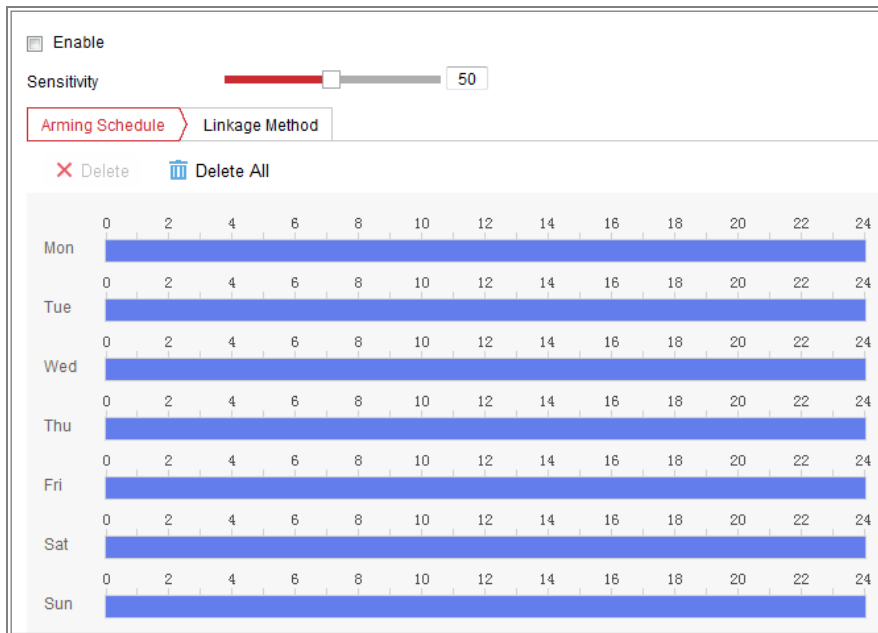 Enable
Sensitivity 50
Arming Schedule Linkage Method
Delete Delete All
0 2 4 6 8 10 12 14 16 18 20 22 24
Mon
0 2 4 6 8 10 12 14 16 18 20 22 24
Tue
0 2 4 6 8 10 12 14 16 18 20 22 24
Wed
0 2 4 6 8 10 12 14 16 18 20 22 24
Thu
0 2 4 6 8 10 12 14 16 18 20 22 24
Fri
0 2 4 6 8 10 12 14 16 18 20 22 24
Sat
0 2 4 6 8 10 12 14 16 18 20 22 24
Sun